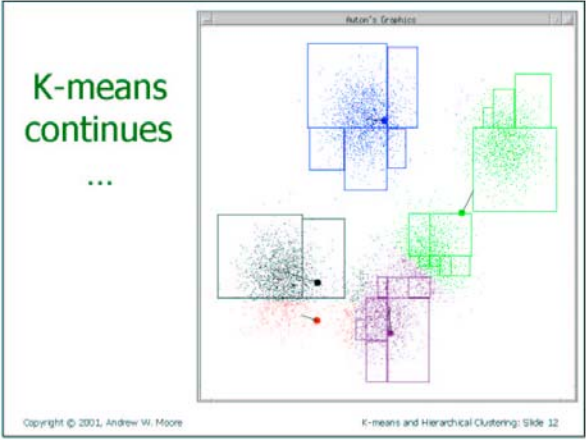 Auton's Graphics
K-means
continues
...
Copyright © 2001, Andrew W. Moore
K-means and Hierarchical Clustering: Slide 12